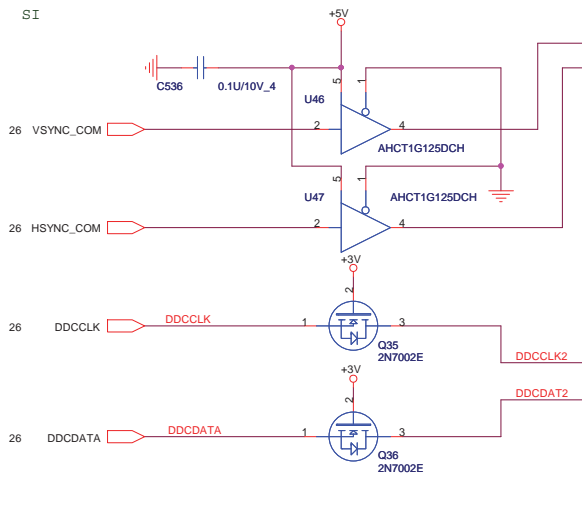 SI
+5V
C536
0.1U/10V_4
5
1
U46
26 VSYNC_COM
2
4
AHCT1G125DCH
5
1
U47
AHCT1G125DCH
26 HSYNC_COM
2
4
+3V
2
26 DDCCLK
DDCCLK
1
3
Q35
2N7002E
DDCCLK2
+3V
2
DDCDAT2
26 DDCDATA
DDCDATA
1
3
Q36
2N7002E